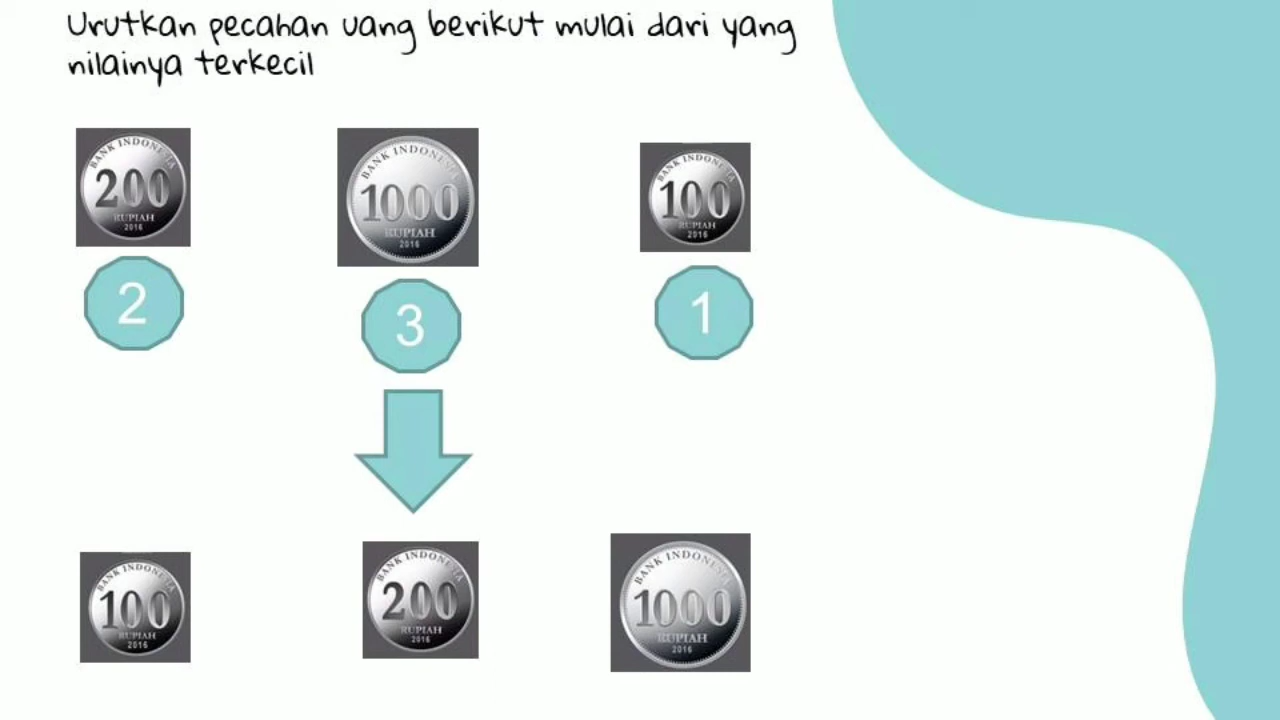 Urutkan pecahan uang berikut mulai dari yang
nilainya terkecil
BANK INDONESIA
200
RUPIAH
2016
BANK INDONESIA
1000
RUPIAH
2016
BANK INDONESIA
100
RUPIAH
2016
2
3
1
BANK INDONESIA
100
RUPIAH
2016
BANK INDONESIA
200
RUPIAH
2016
BANK INDONESIA
1000
RUPIAH
2016